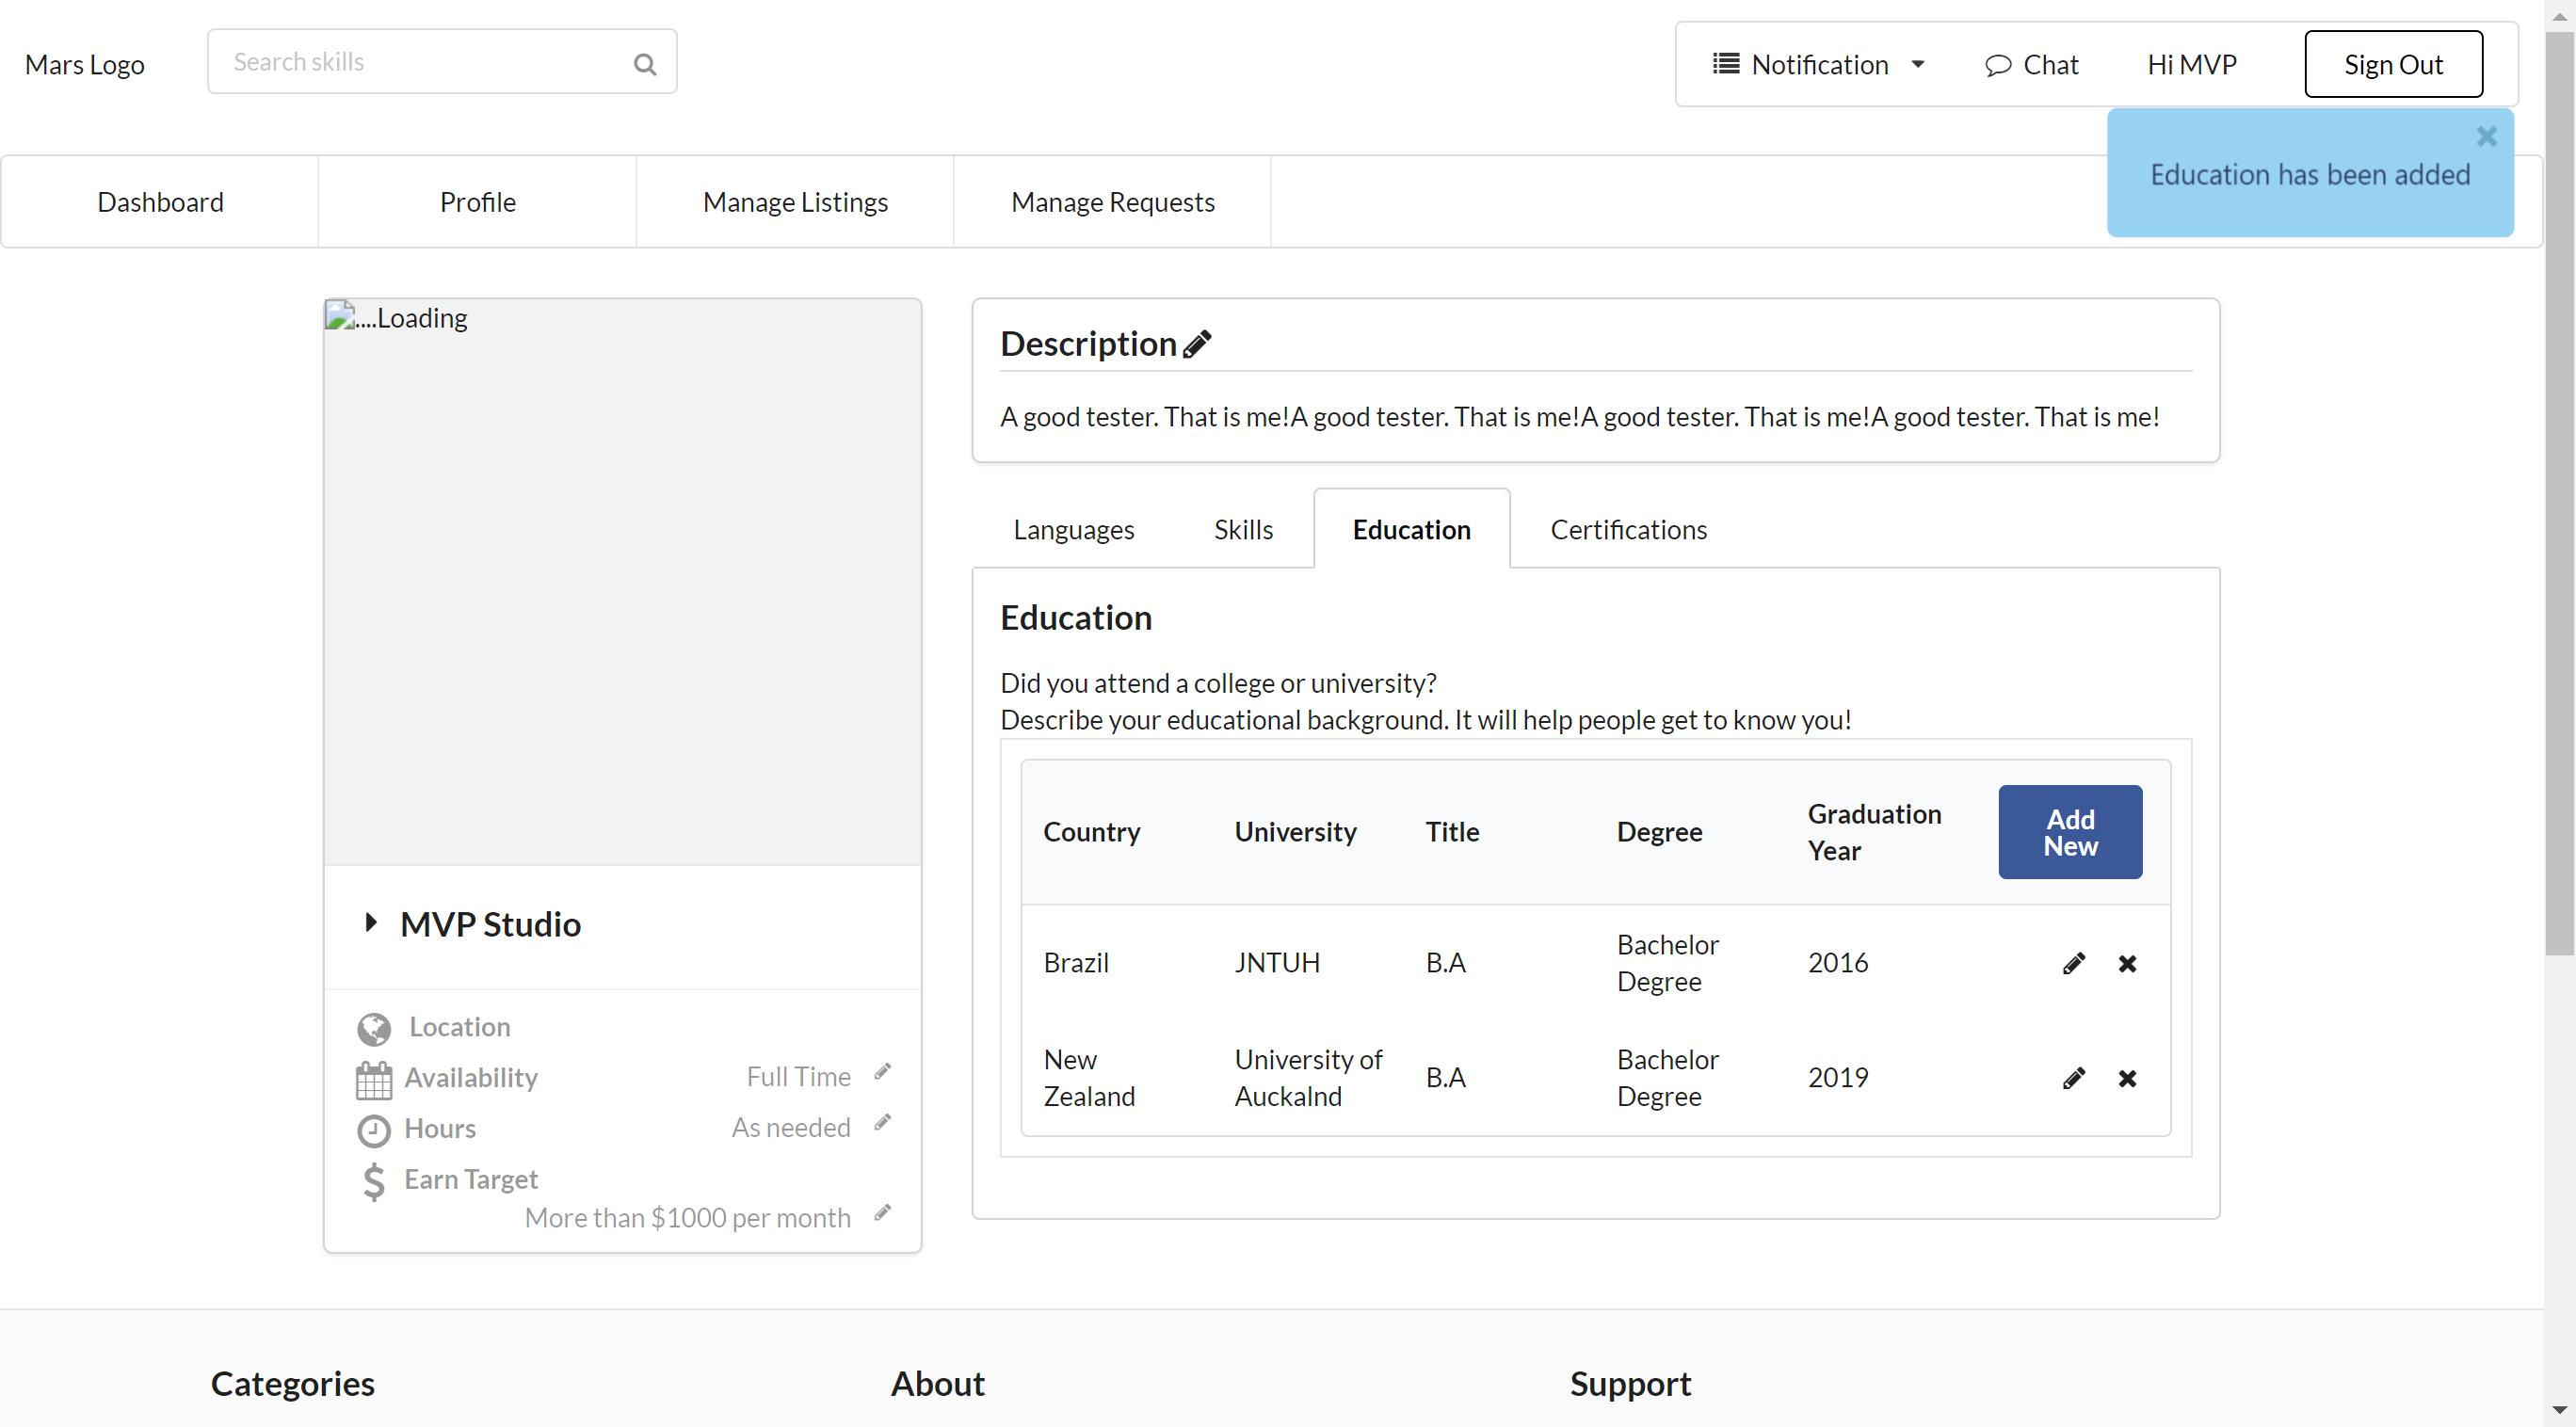 Mars Logo
Search skills
Notification
Chat
Hi MVP
Sign Out
Education has been added
Dashboard
Profile
Manage Listings
Manage Requests
....Loading
MVP Studio
Location
Availability
Full Time
Hours
As needed
Earn Target
More than $1000 per month
Description
A good tester. That is me!A good tester. That is me!A good tester. That is me!A good tester. That is me!
Languages
Skills
Education
Certifications
Education
Did you attend a college or university?
Describe your educational background. It will help people get to know you!
Country
University
Title
Degree
Graduation
Year
Add
New
Brazil
JNTUH
B.A
Bachelor
Degree
2016
New
Zealand
University of
Auckalnd
B.A
Bachelor
Degree
2019
Categories
About
Support